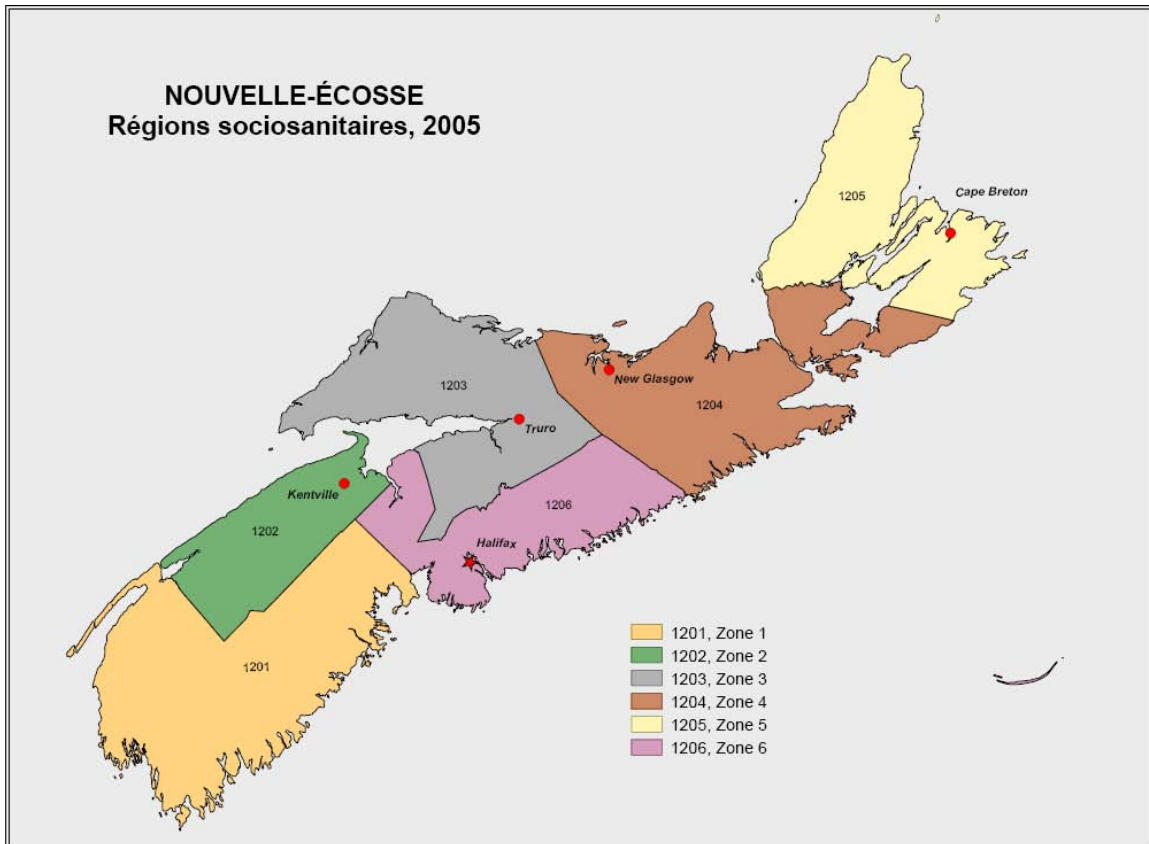 NOUVELLE-ÉCOSSE
Régions sociosanitaires, 2005
1205
Cape Breton
1203
New Glasgow
1204
Truro
Kentville
1206
1202
Halifax
1201
1201, Zone 1
1202, Zone 2
1203, Zone 3
1204, Zone 4
1205, Zone 5
1206, Zone 6